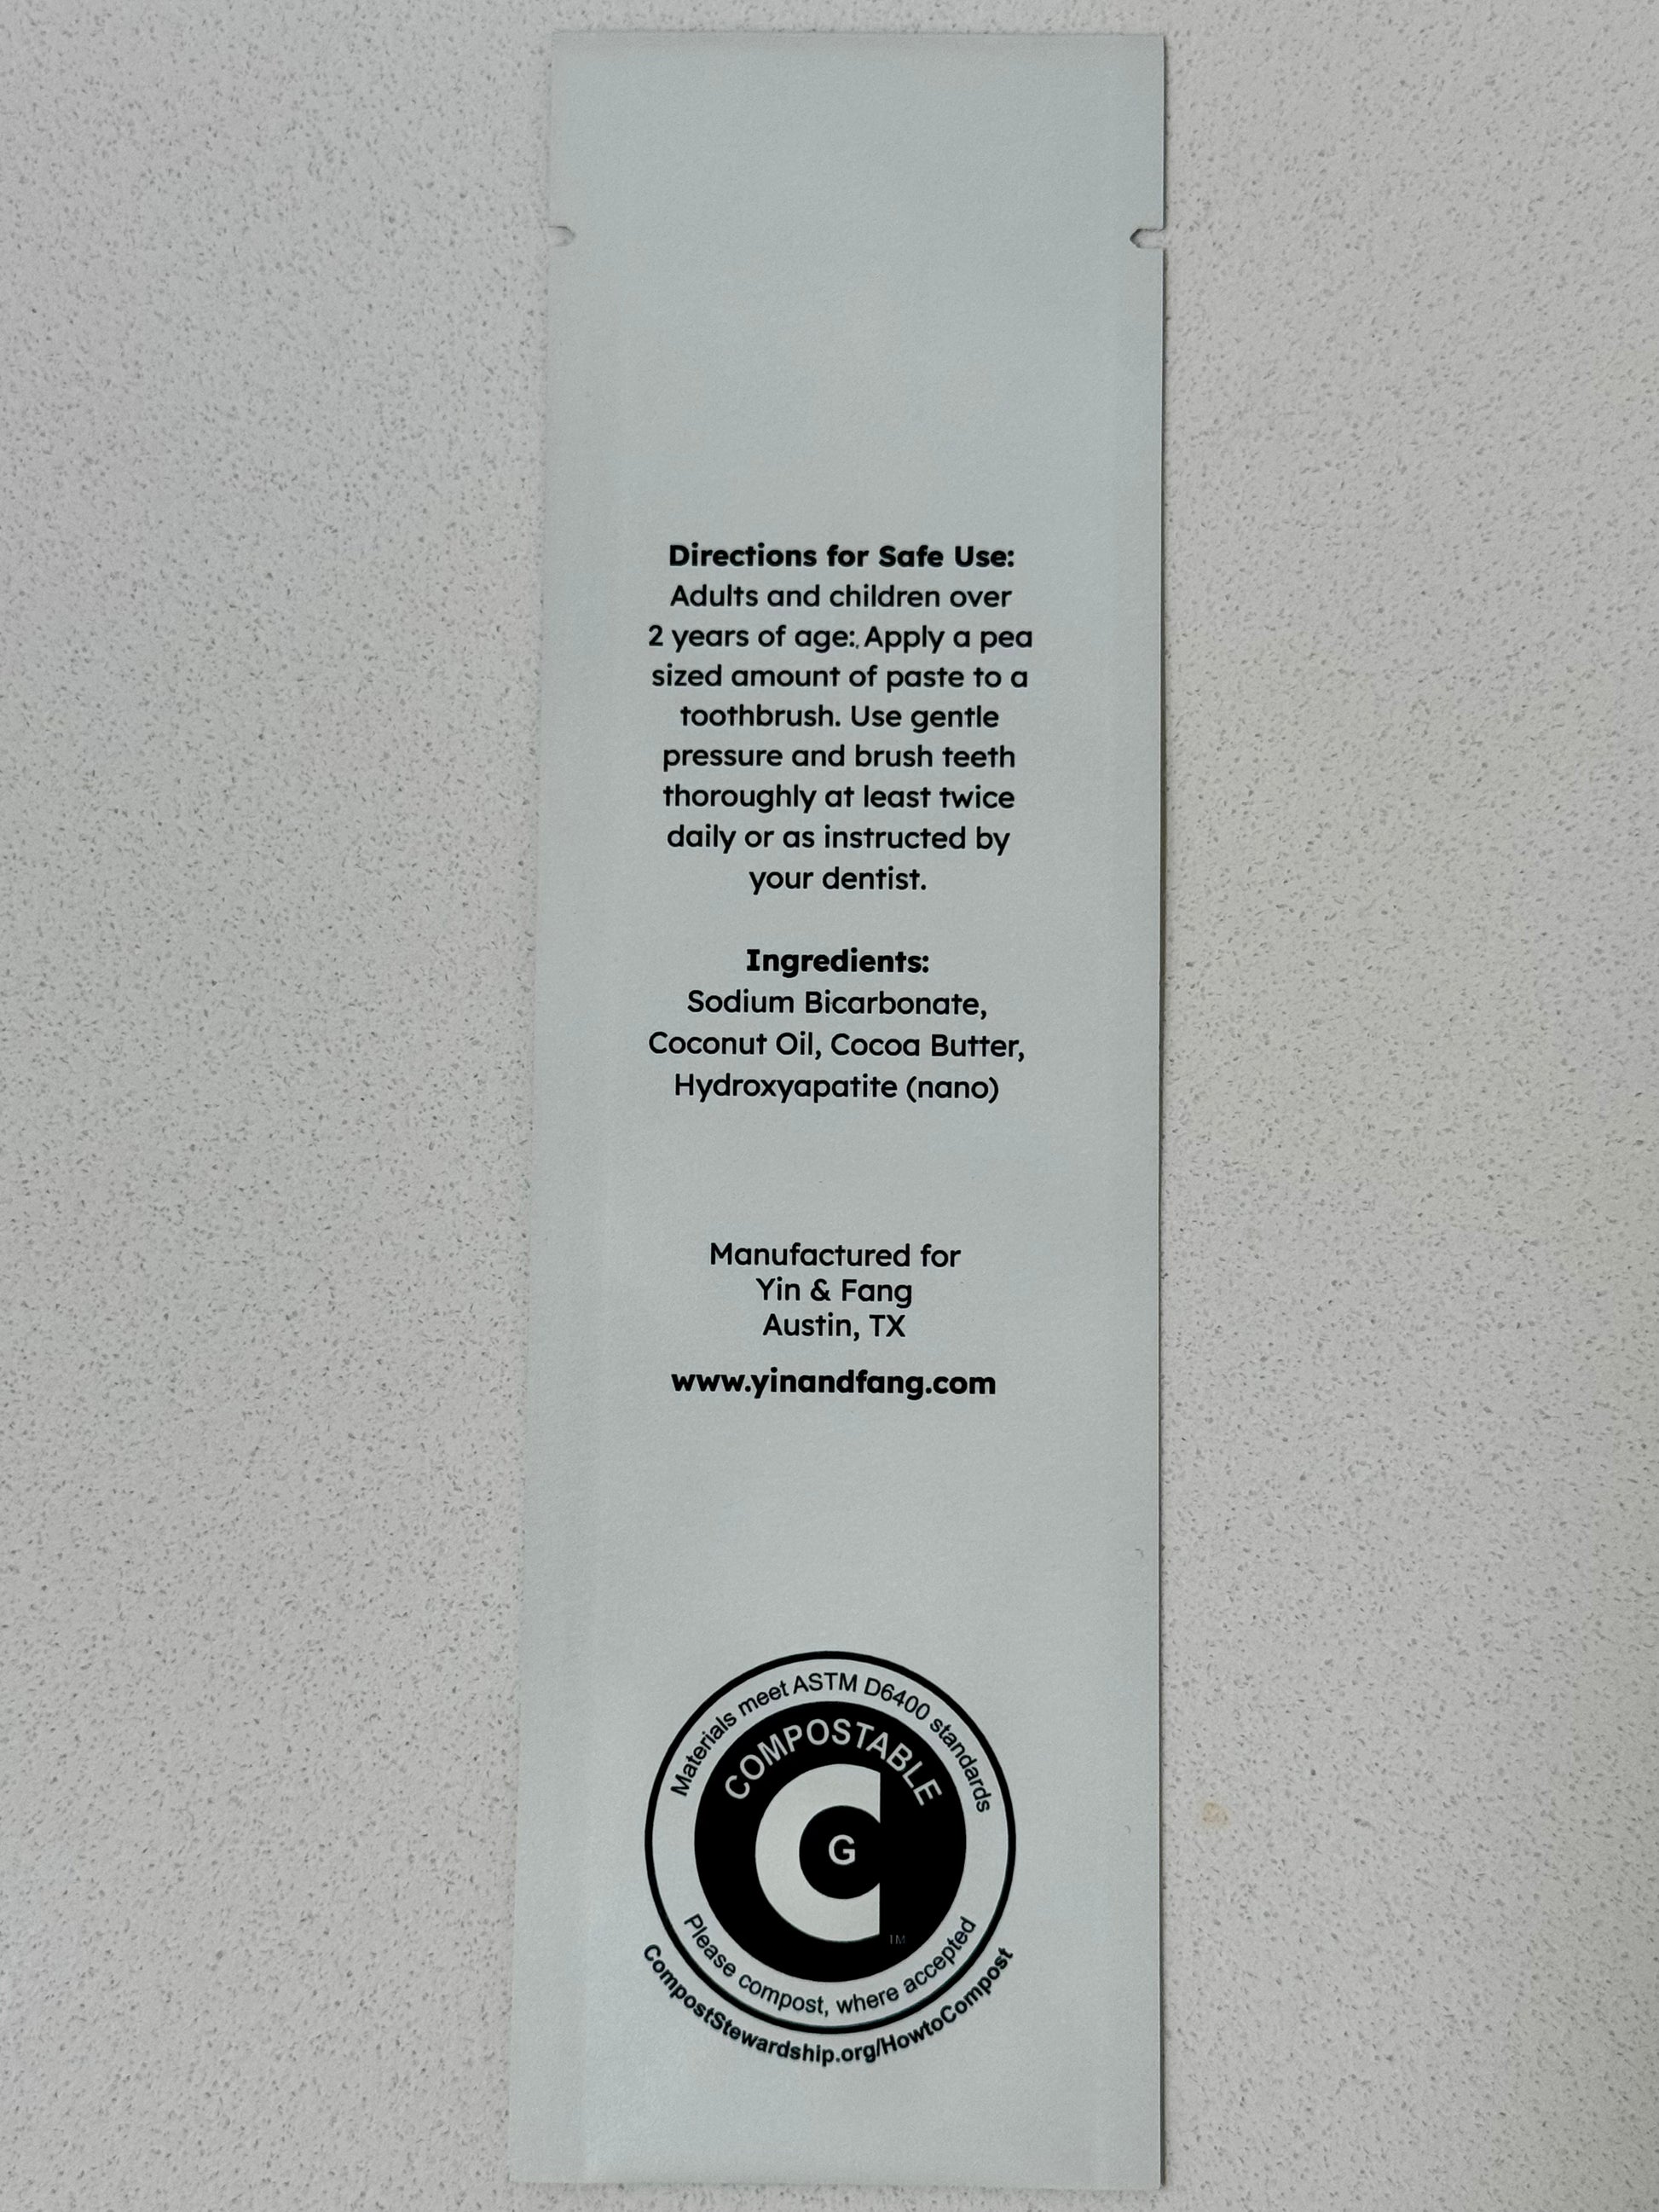 Directions for Safe Use:
Adults and children over
2 years of age:. Apply a pea
sized amount of paste to a
toothbrush. Use gentle
pressure and brush teeth
thoroughly at least twice
daily or as instructed by
your dentist.
Ingredients:
Sodium Bicarbonate,
Coconut Oil, Cocoa Butter,
Hydroxyapatite (nano)
Manufactured for
Yin & Fang
Austin, TX
www.yinandfang.com
Materials meet ASTM D6400 standards
COMPOSTABLE
C
G
TM
Please compost, where accepted
CompostStewardship.org/HowtoCompost